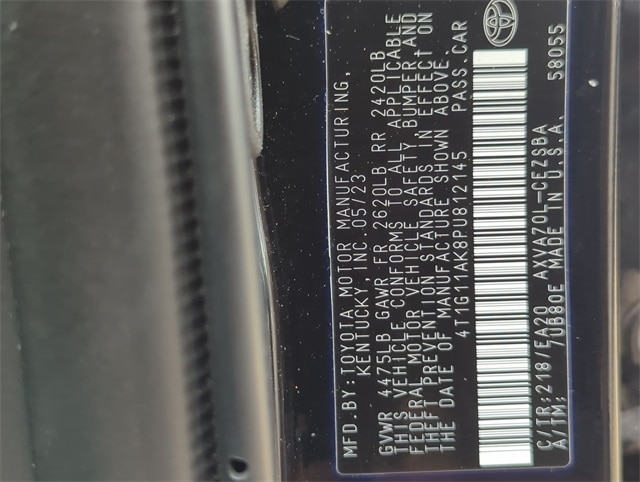 MFD.BY:TOYOTA MOTOR MANUFACTURING,
KENTUCKY, INC. 05/23
GVWR 4475LB GAWR FR 2620LB RR 2420LB
THIS VEHICLE CONFORMS TO ALL APPLICABLE
FEDERAL MOTOR VEHICLE SAFETY, BUMPER AND
THEFT PREVENTION STANDARDS IN EFFECT ON
THE DATE OF MANUFACTURE SHOWN ABOVE.
4T1G11AK8PU812145 PASS.CAR
C/TR:218/EA20 AXVA70L-CEZSBA
A/TM: /UB80E MADE IN U.S.A. 58055